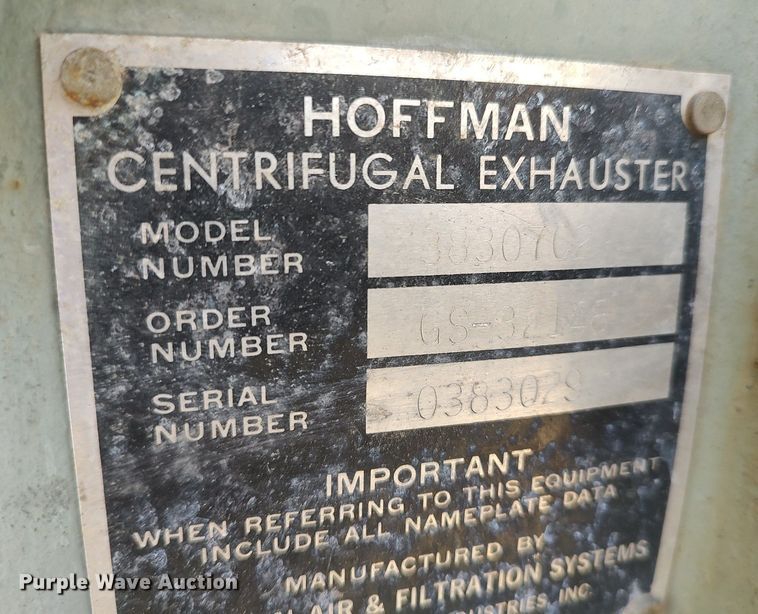 HOFFMAN
CENTRIFUGAL EXHAUSTER
MODEL
NUMBER
ORDER
NUMBER
SERIAL
NUMBER 0383029
IMPORTANT
WHEN REFERRING TO THIS EQUIPMENT
INCLUDE ALL NAMEPLATE DATA
MANUFACTURED BY
AIR & FILTRATION SYSTEMS
INC.
Purple Wave Auction